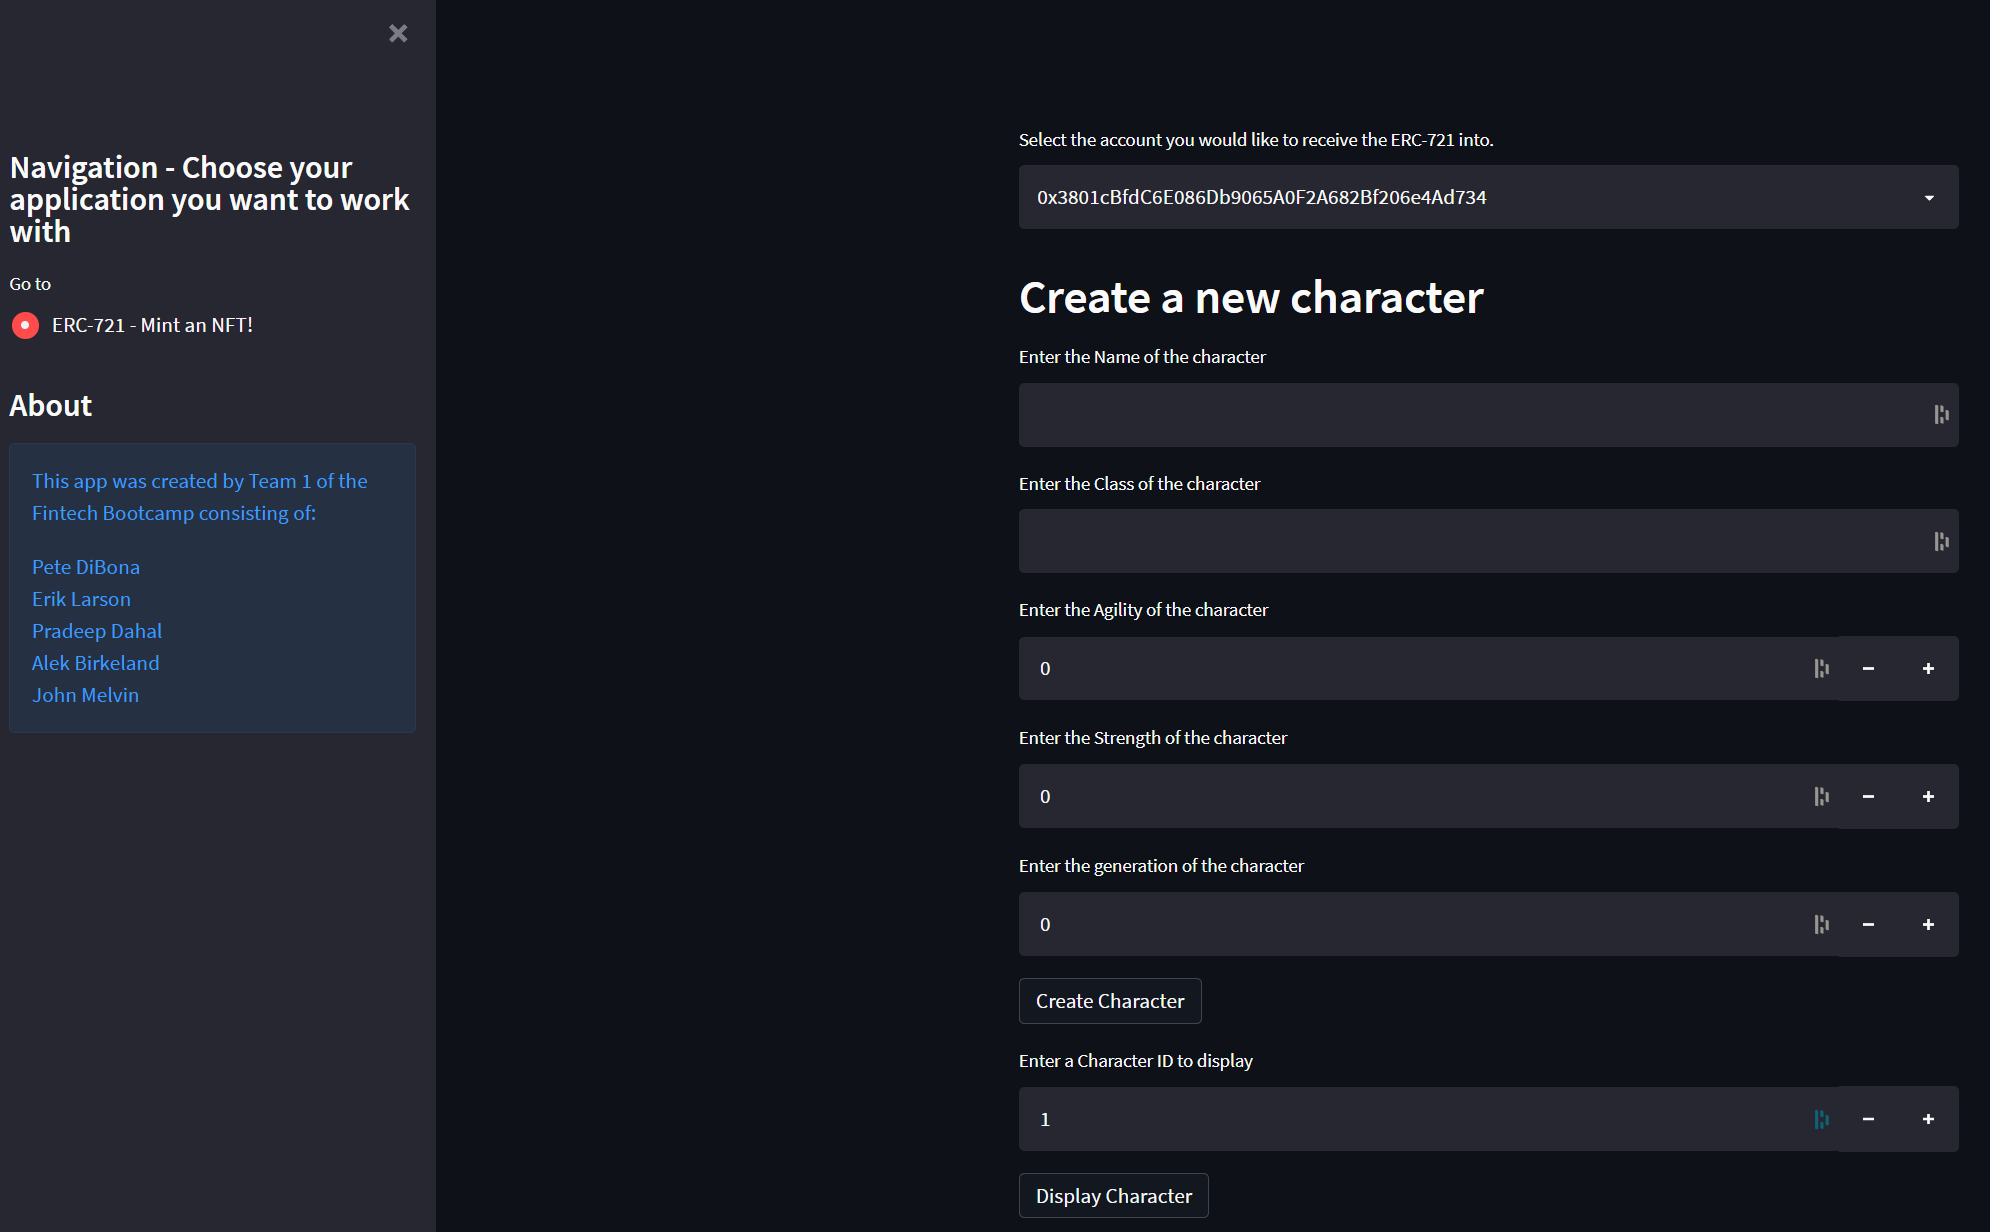 Navigation - Choose your
application you want to work
with
Go to
ERC-721 - Mint an NFT!
About
This app was created by Team 1 of the
Fintech Bootcamp consisting of:
Pete DiBona
Erik Larson
Pradeep Dahal
Alek Birkeland
John Melvin
Select the account you would like to receive the ERC-721 into.
0x3801cBfdC6E086Db9065A0F2A682Bf206e4Ad734
Create a new character
Enter the Name of the character
Enter the Class of the character
Enter the Agility of the character
0
Enter the Strength of the character
0
Enter the generation of the character
0
Create Character
Enter a Character ID to display
1
Display Character